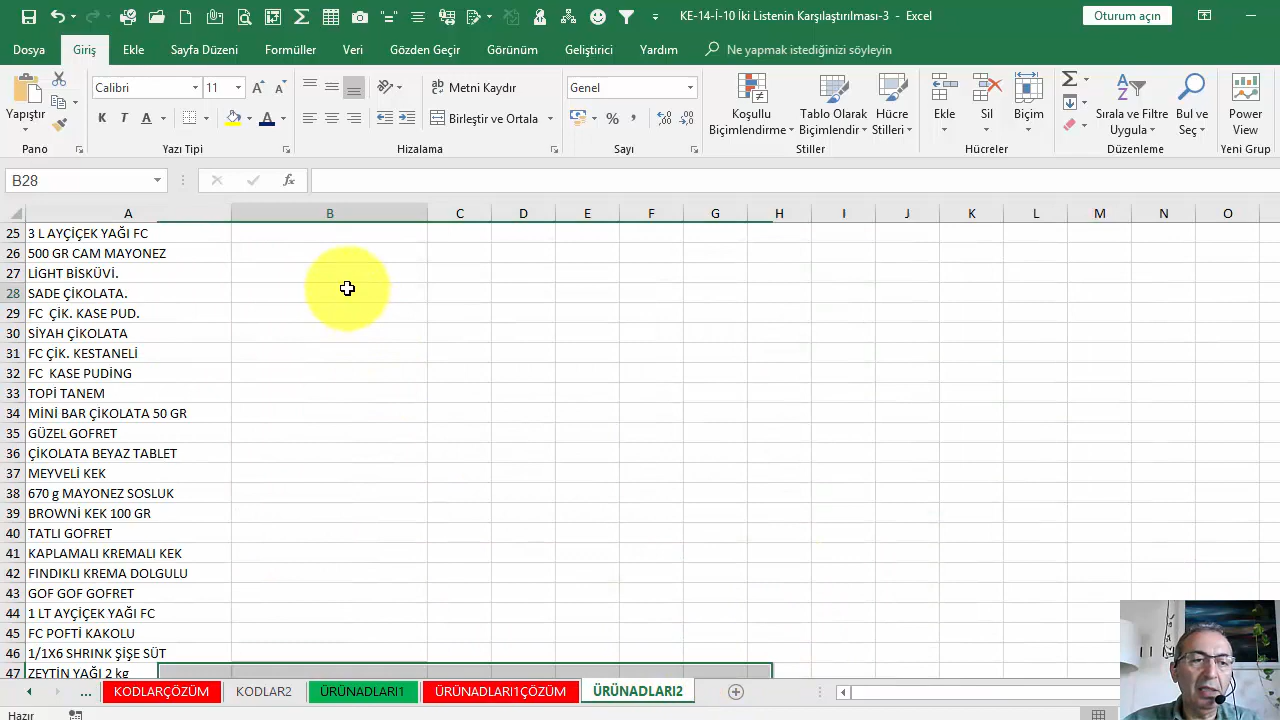 KE-14-İ-10 İki Listenin Karşılaştırılması-3 - Excel
Oturum açın
Dosya Giriş Ekle Sayfa Düzeni Formüller Veri Gözden Geçir Görünüm Geliştirici Yardım Ne yapmak istediğinizi söyleyin
Yapıştır
Calibri 11
K T A
Metni Kaydır
Birleştir ve Ortala
Genel
Koşullu Biçimlendirme
Tablo Olarak Biçimlendir
Hücre Stilleri
Ekle Sil Biçim
Sırala ve Filtre Uygula
Bul ve Seç
Power View
Pano Yazı Tipi Hizalama Sayı Stiller Hücreler Düzenleme Yeni Grup
B28 fx
A B C D E F G H I J K L M N O
25 3 L AYÇİÇEK YAĞI FC
26 500 GR CAM MAYONEZ
27 LİGHT BİSKÜVİ.
28 SADE ÇİKOLATA.
29 FC  ÇİK. KASE PUD.
30 SİYAH ÇİKOLATA
31 FC ÇİK. KESTANELİ
32 FC  KASE PUDİNG
33 TOPİ TANEM
34 MİNİ BAR ÇİKOLATA 50 GR
35 GÜZEL GOFRET
36 ÇİKOLATA BEYAZ TABLET
37 MEYVELİ KEK
38 670 g MAYONEZ SOSLUK
39 BROWNİ KEK 100 GR
40 TATLI GOFRET
41 KAPLAMALI KREMALI KEK
42 FINDIKLI KREMA DOLGULU
43 GOF GOF GOFRET
44 1 LT AYÇİÇEK YAĞI FC
45 FC POFTİ KAKOLU
46 1/1X6 SHRINK ŞİŞE SÜT
47 ZEYTİN YAĞI 2 kg
... KODLARÇÖZÜM KODLAR2 ÜRÜNADLARI1 ÜRÜNADLARI1ÇÖZÜM ÜRÜNADLARI2
Hazır